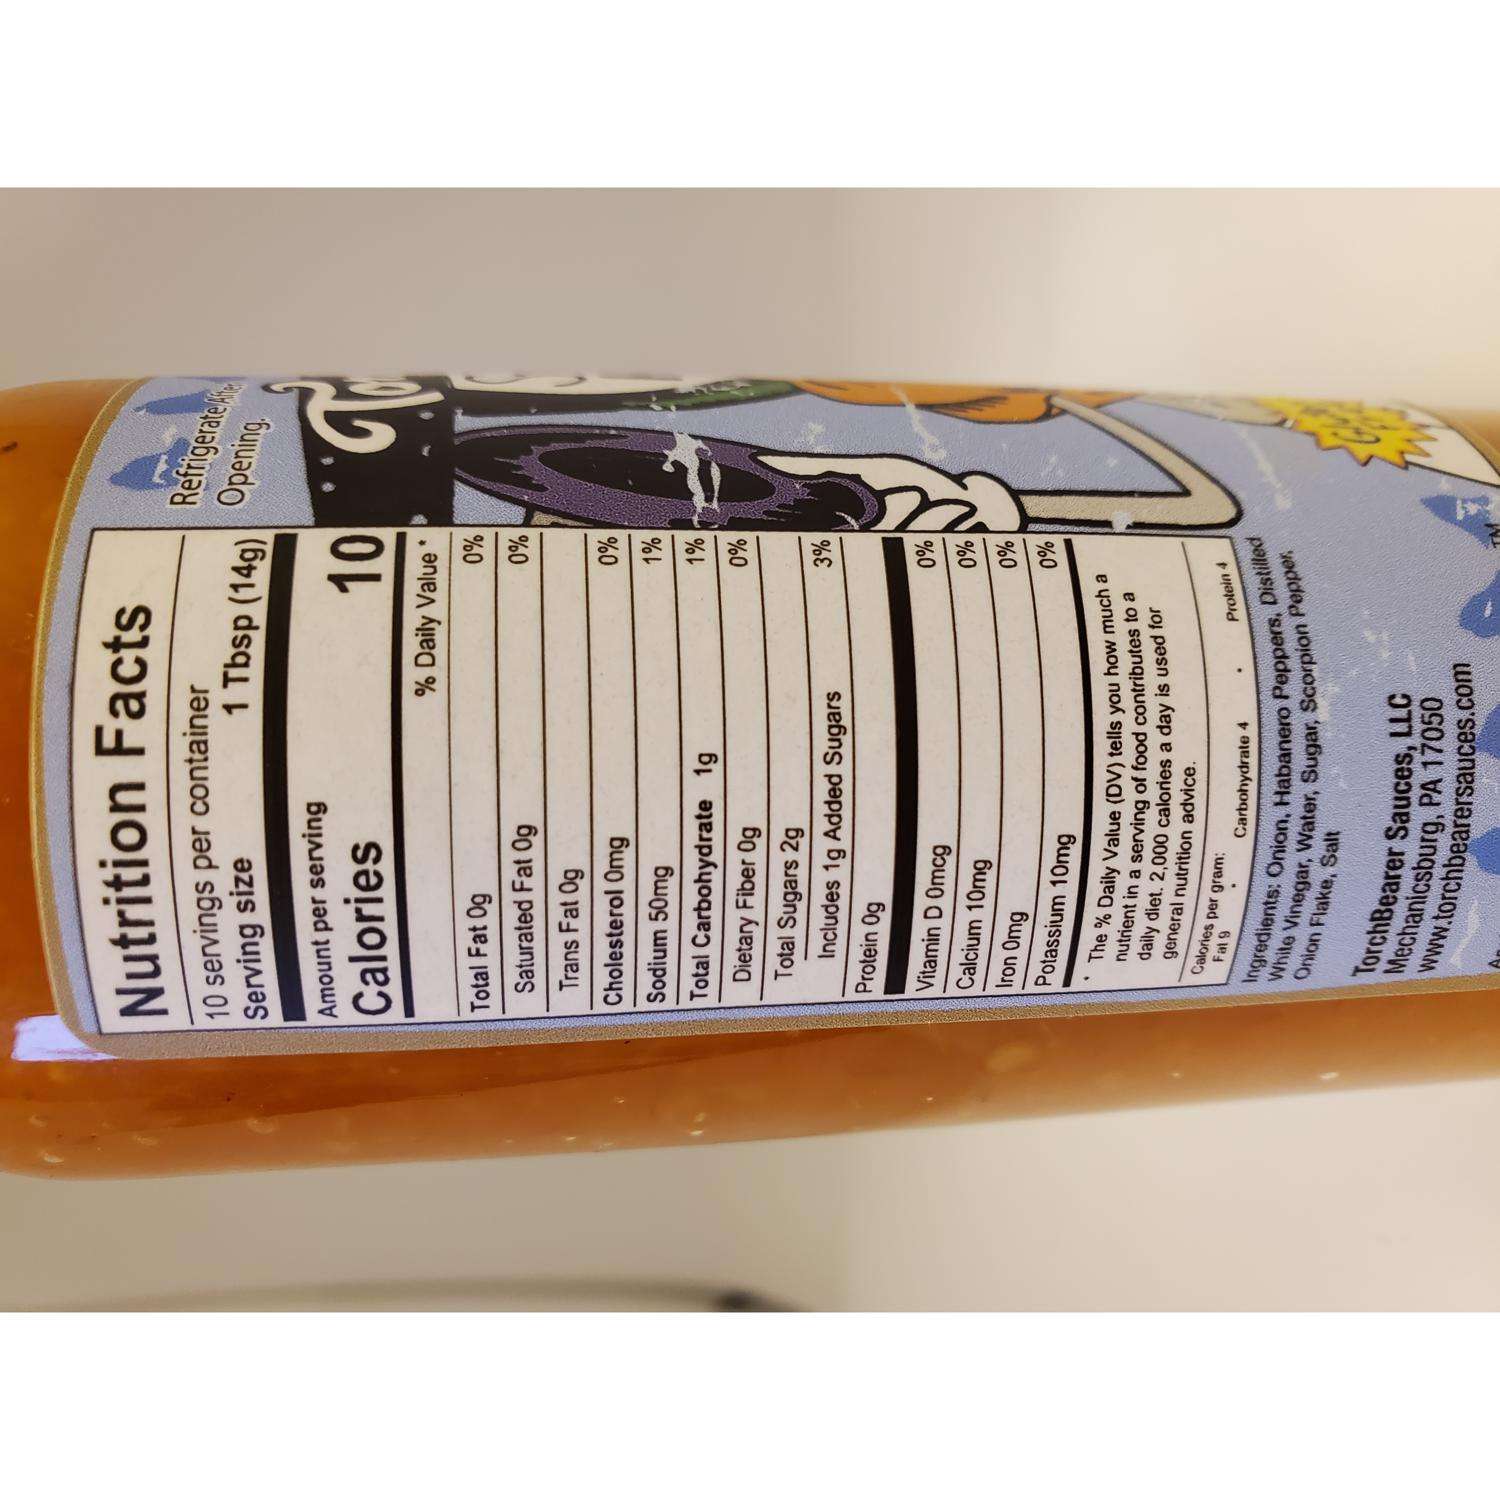 Refrigerate After
Opening.
Nutrition Facts
10 servings per container
Serving size 1 Tbsp (14g)
Amount per serving
Calories 10
% Daily Value *
Total Fat 0g 0%
Saturated Fat 0g 0%
Trans Fat 0g
Cholesterol 0mg 0%
Sodium 50mg 1%
Total Carbohydrate 1g 1%
Dietary Fiber 0g 0%
Total Sugars 2g
Includes 1g Added Sugars 3%
Protein 0g
Vitamin D 0mcg 0%
Calcium 10mg 0%
Iron 0mg 0%
Potassium 10mg 0%
* The % Daily Value (DV) tells you how much a
nutrient in a serving of food contributes to a
daily diet. 2,000 calories a day is used for
general nutrition advice.
Calories per gram:
Fat 9 • Carbohydrate 4 • Protein 4
Ingredients: Onion, Habanero Peppers, Distilled
White Vinegar, Water, Sugar, Scorpion Pepper,
Onion Flake, Salt
TorchBearer Sauces, LLC
Mechanicsburg, PA 17050
www.torchbearersauces.com
TM